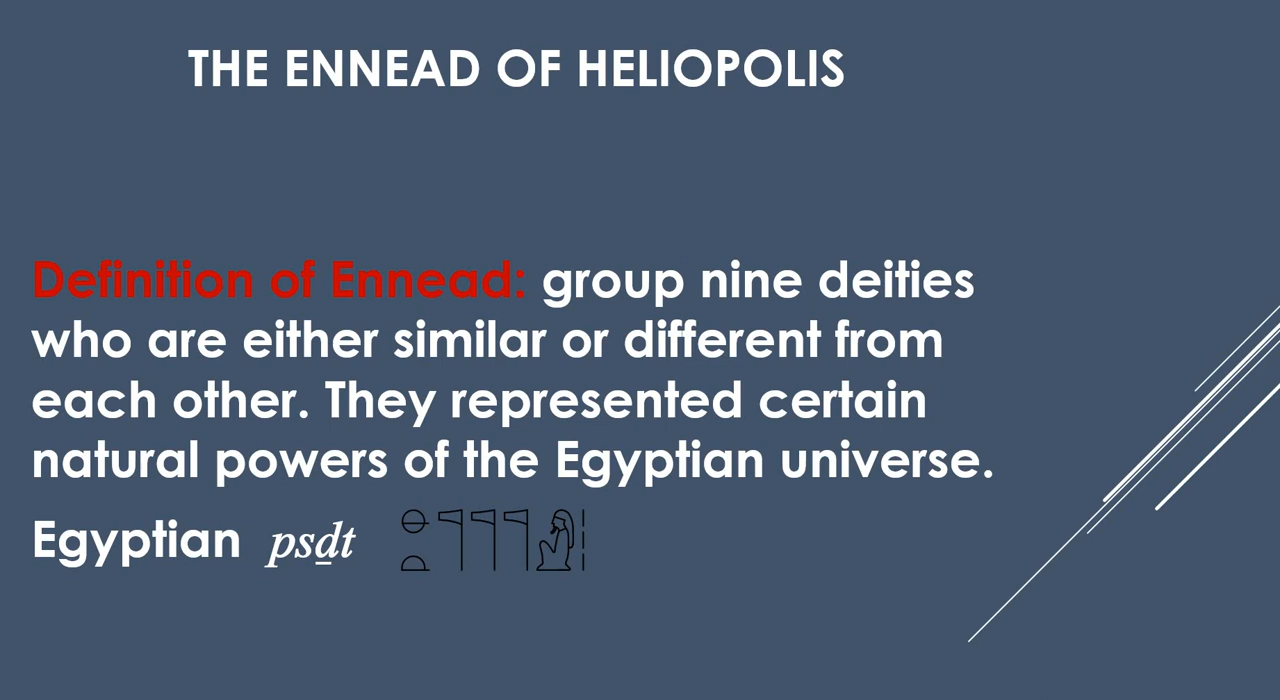 THE ENNEAD OF HELIOPOLIS
Definition of Ennead: group nine deities
who are either similar or different from
each other. They represented certain
natural powers of the Egyptian universe.
Egyptian psḏt